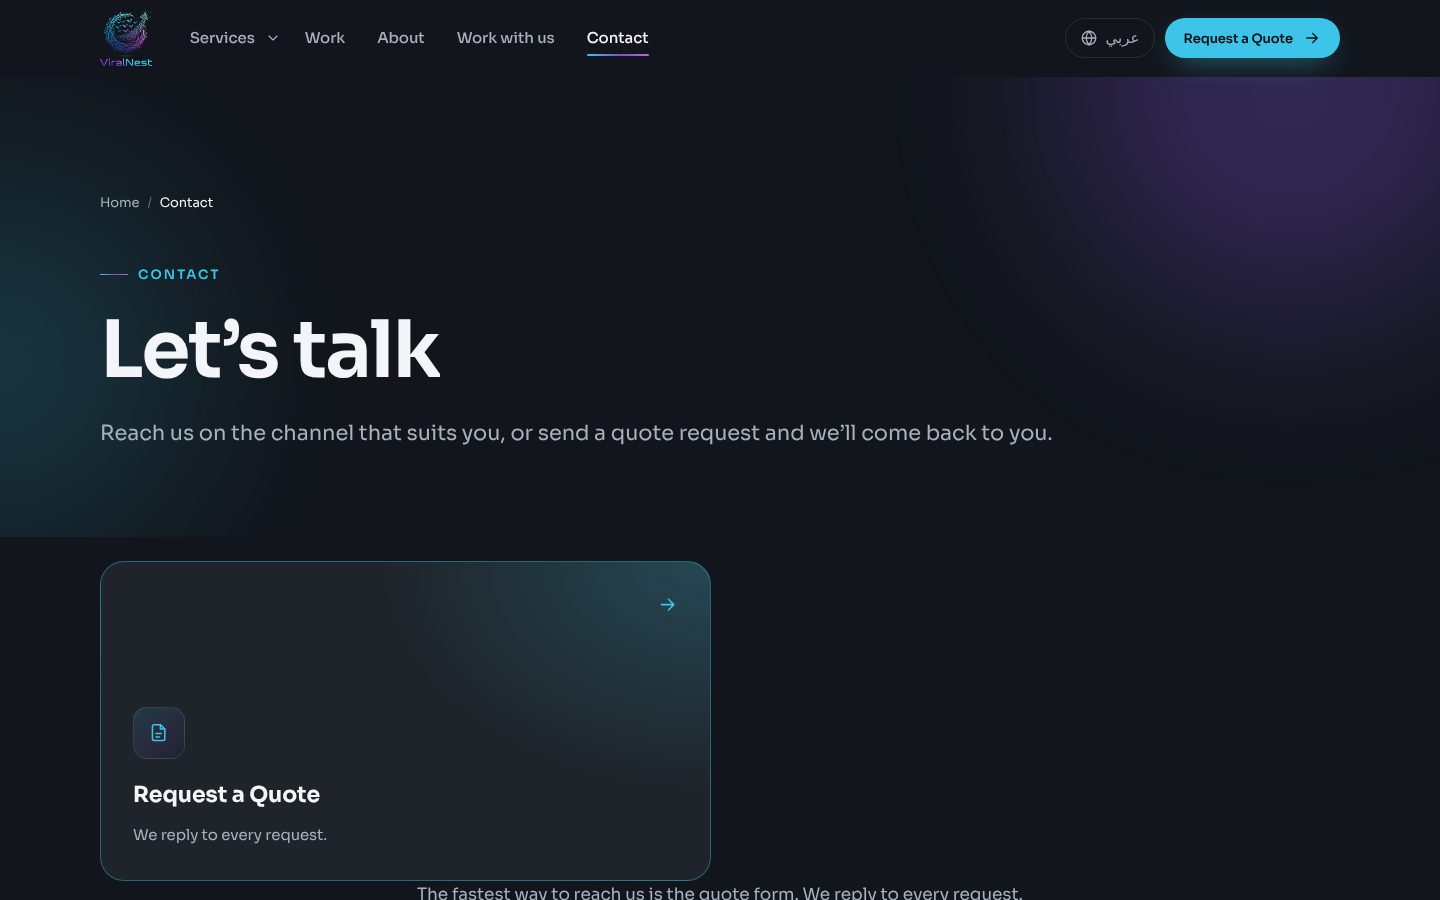 ViralNest
Services
Work
About
Work with us
Contact
عربي
Request a Quote
Home / Contact
CONTACT
Let’s talk
Reach us on the channel that suits you, or send a quote request and we’ll come back to you.
Request a Quote
We reply to every request.
The fastest way to reach us is the quote form. We reply to every request.